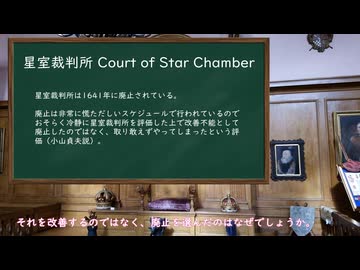 星室裁判所 Court of Star Chamber
星室裁判所は1641年に廃止されている。
廃止は非常に慌ただしいスケジュールで行われているので
おそらく冷静に星室裁判所を評価した上で改善不能として
廃止したのではなく、取り敢えずやってしまったという評
価（小山貞夫説）。
それを改善するのではなく、廃止を選んだのはなぜでしょうか。